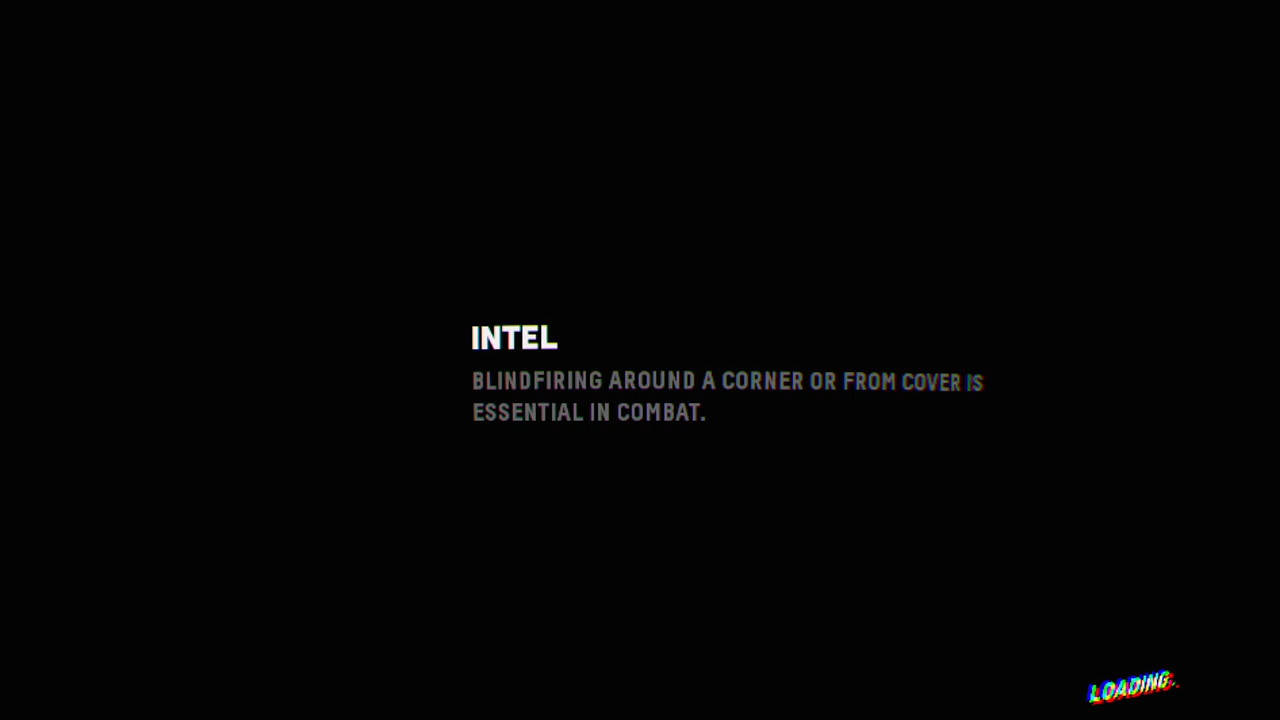 INTEL
BLINDFIRING AROUND A CORNER OR FROM COVER IS
ESSENTIAL IN COMBAT.
LOADING..